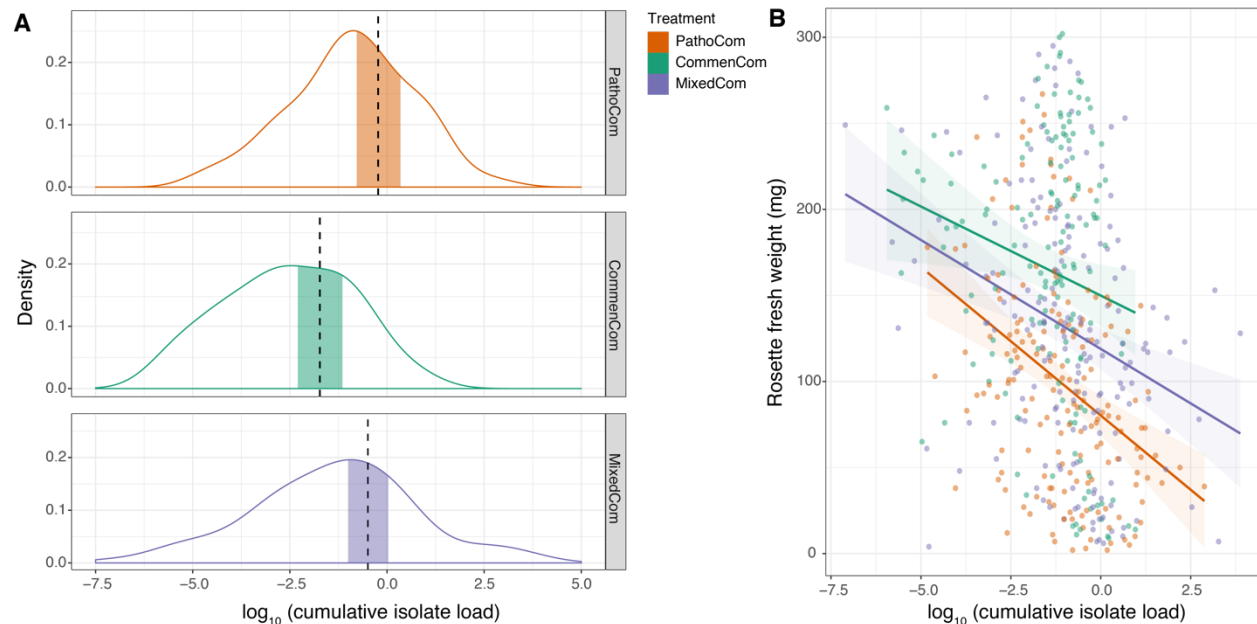 A
Density
0.2
0.1
0.0
PathoCom
0.2
0.1
0.0
CommenCom
0.2
0.1
0.0
MixedCom
−7.5 −5.0 −2.5 0.0 2.5 5.0
log₁₀ (cumulative isolate load)
Treatment
PathoCom
CommenCom
MixedCom
B
Rosette fresh weight (mg)
300
200
100
0
−7.5 −5.0 −2.5 0.0 2.5
log₁₀ (cumulative isolate load)